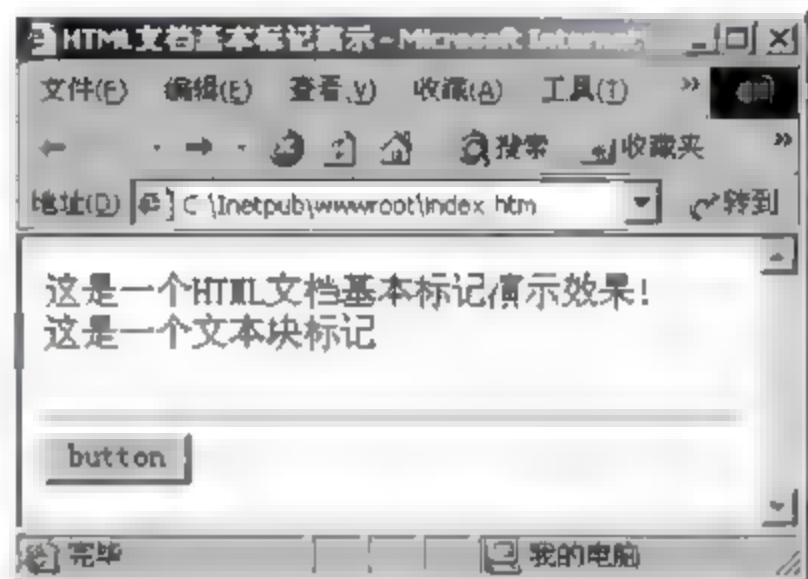 HTML文档基本标记演示 - Microsoft Internet
文件(F) 编辑(E) 查看(V) 收藏(A) 工具(T) »
搜索 收藏夹 »
地址(D) C:\Inetpub\wwwroot\index.htm 转到
这是一个HTML文档基本标记演示效果!
这是一个文本块标记
button
完毕 我的电脑